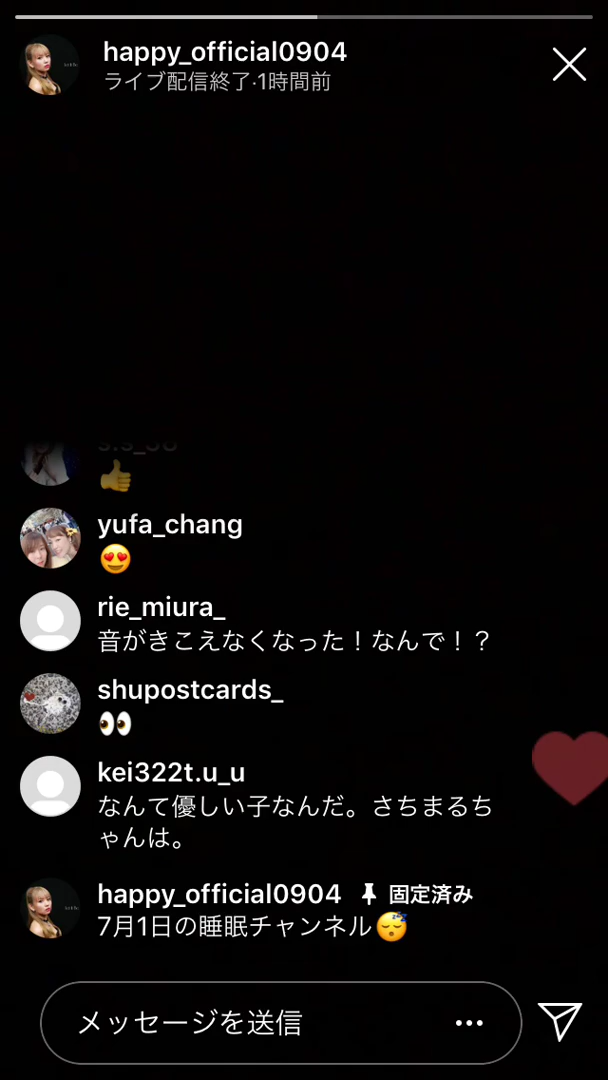 happy_official0904
ライブ配信終了·1時間前
yufa_chang
rie_miura_
音がきこえなくなった！なんで！？
shupostcards_
kei322t.u_u
なんて優しい子なんだ。さちまるち
ゃんは。
happy_official0904 固定済み
7月1日の睡眠チャンネル😴
メッセージを送信